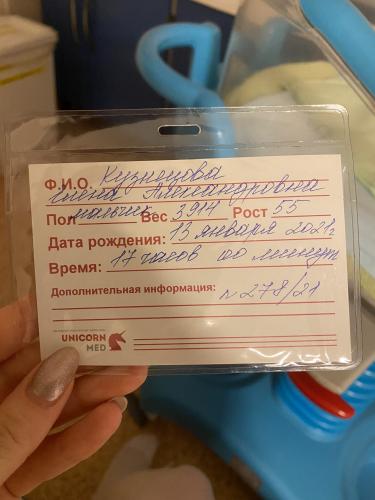 Ф.И.О. Кузнецова
Елена Александровна
Пол мальчик Вес 3914 Рост 55
Дата рождения: 13 января 2021г
Время: 17 часов 00 минут
Дополнительная информация: № 278/21
UNICORN
MED